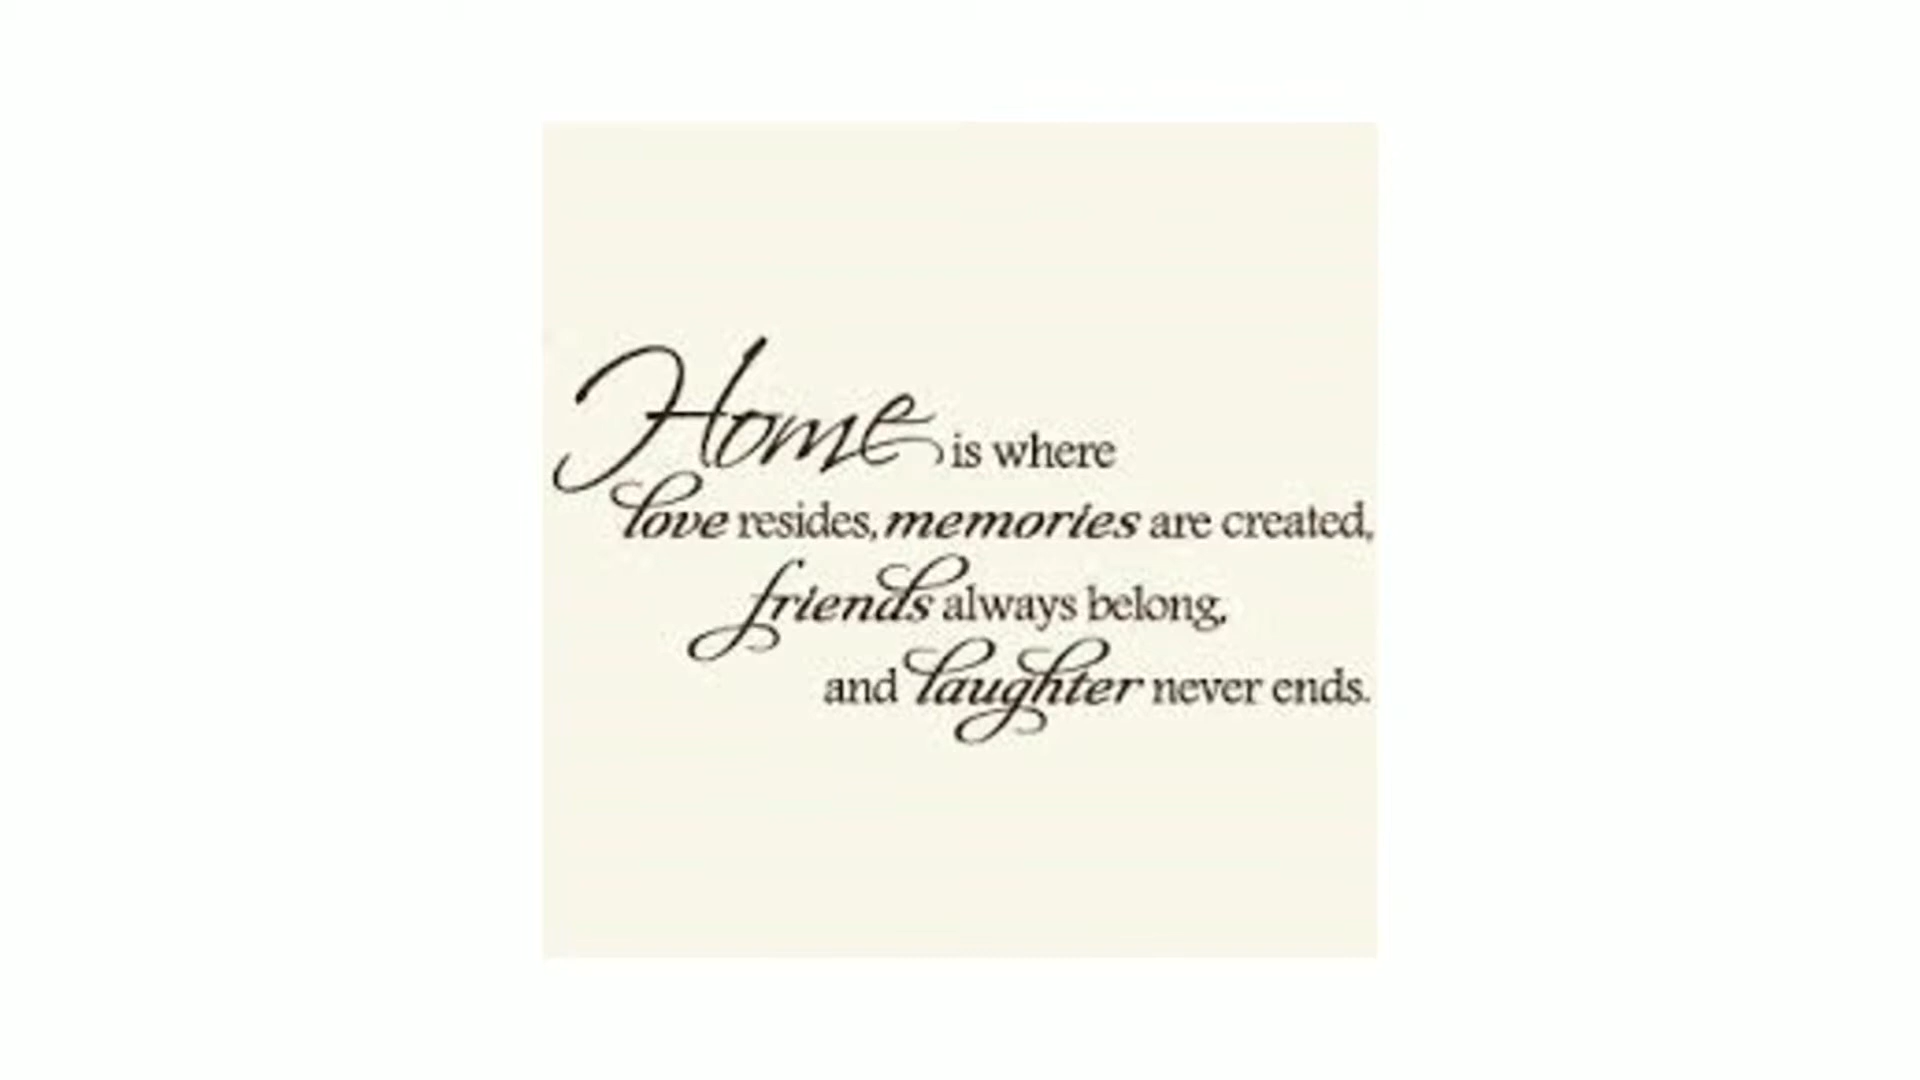 Home is where
love resides, memories are created,
friends always belong,
and laughter never ends.